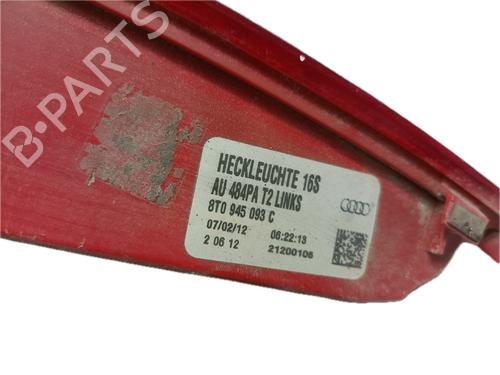 B-PARTS
HECKLEUCHTE 16S
AU 484PA T2 LINKS
8T0 945 093 C
07/02/12 06:22:13
2 06 12 21200106